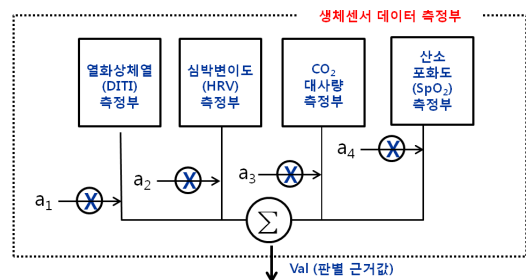 생체센서 데이터 측정부
열화상체열
(DITI)
측정부
심박변이도
(HRV)
측정부
CO₂
대사량
측정부
산소
포화도
(SpO₂)
측정부
a₁
X
a₂
X
a₃
X
a₄
X
Σ
Val (판별 근거값)